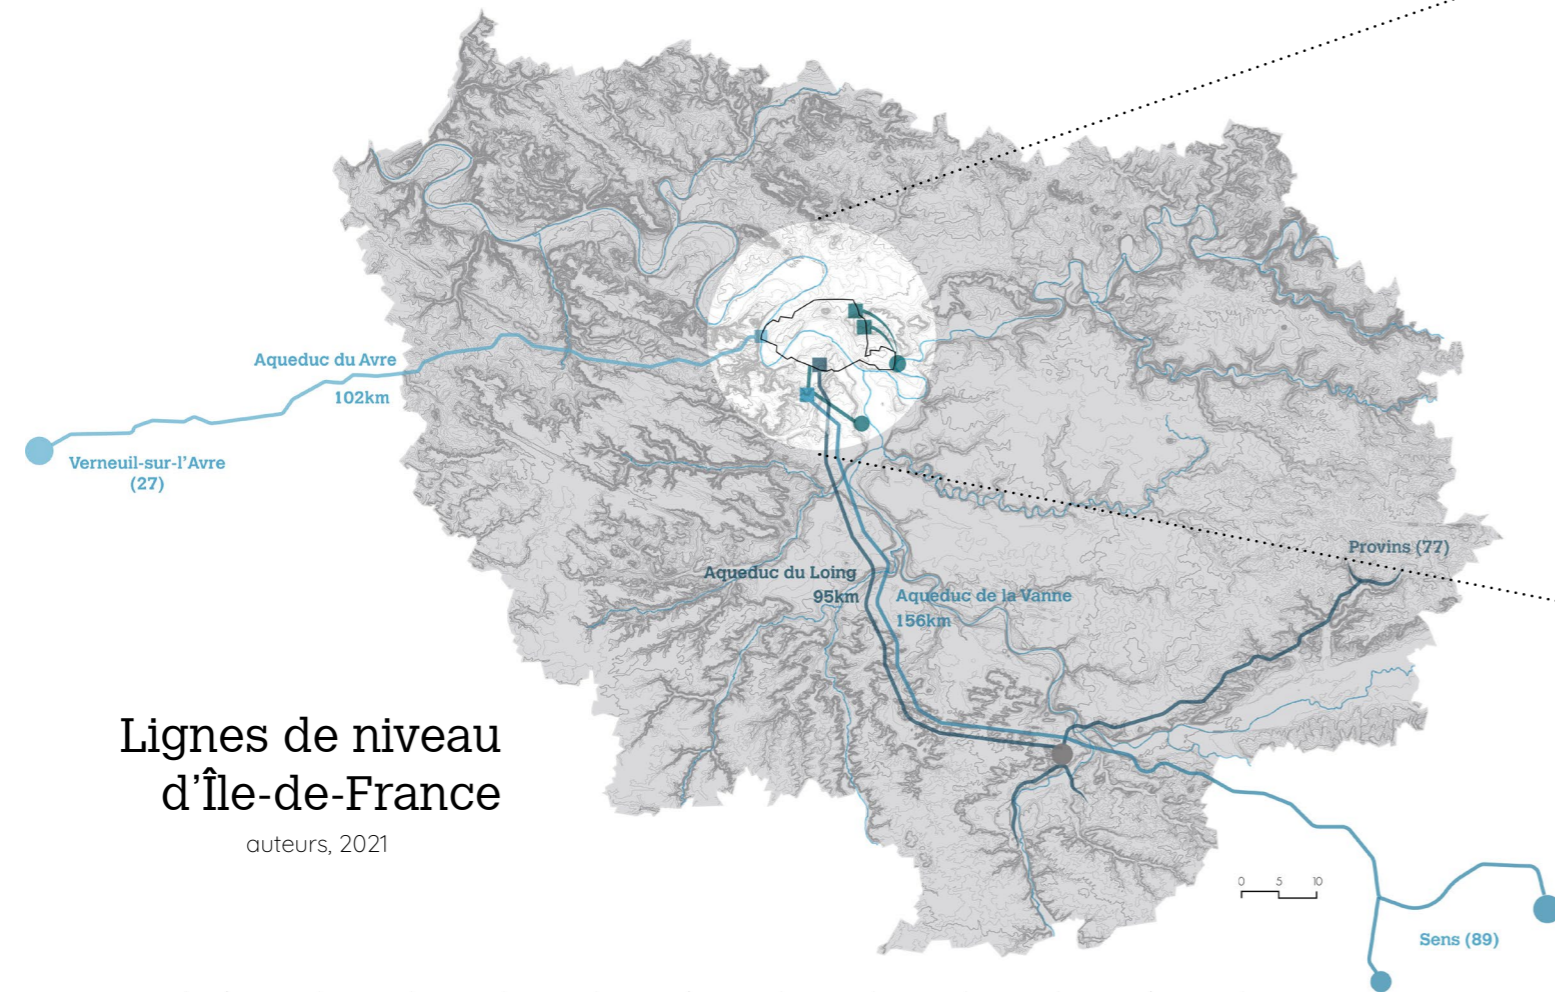 Aqueduc du Avre
102km
Verneuil-sur-l'Avre
(27)
Provins (77)
Aqueduc du Loing
95km
Aqueduc de la Vanne
156km
Lignes de niveau
d'Île-de-France
auteurs, 2021
0 5 10
Sens (89)